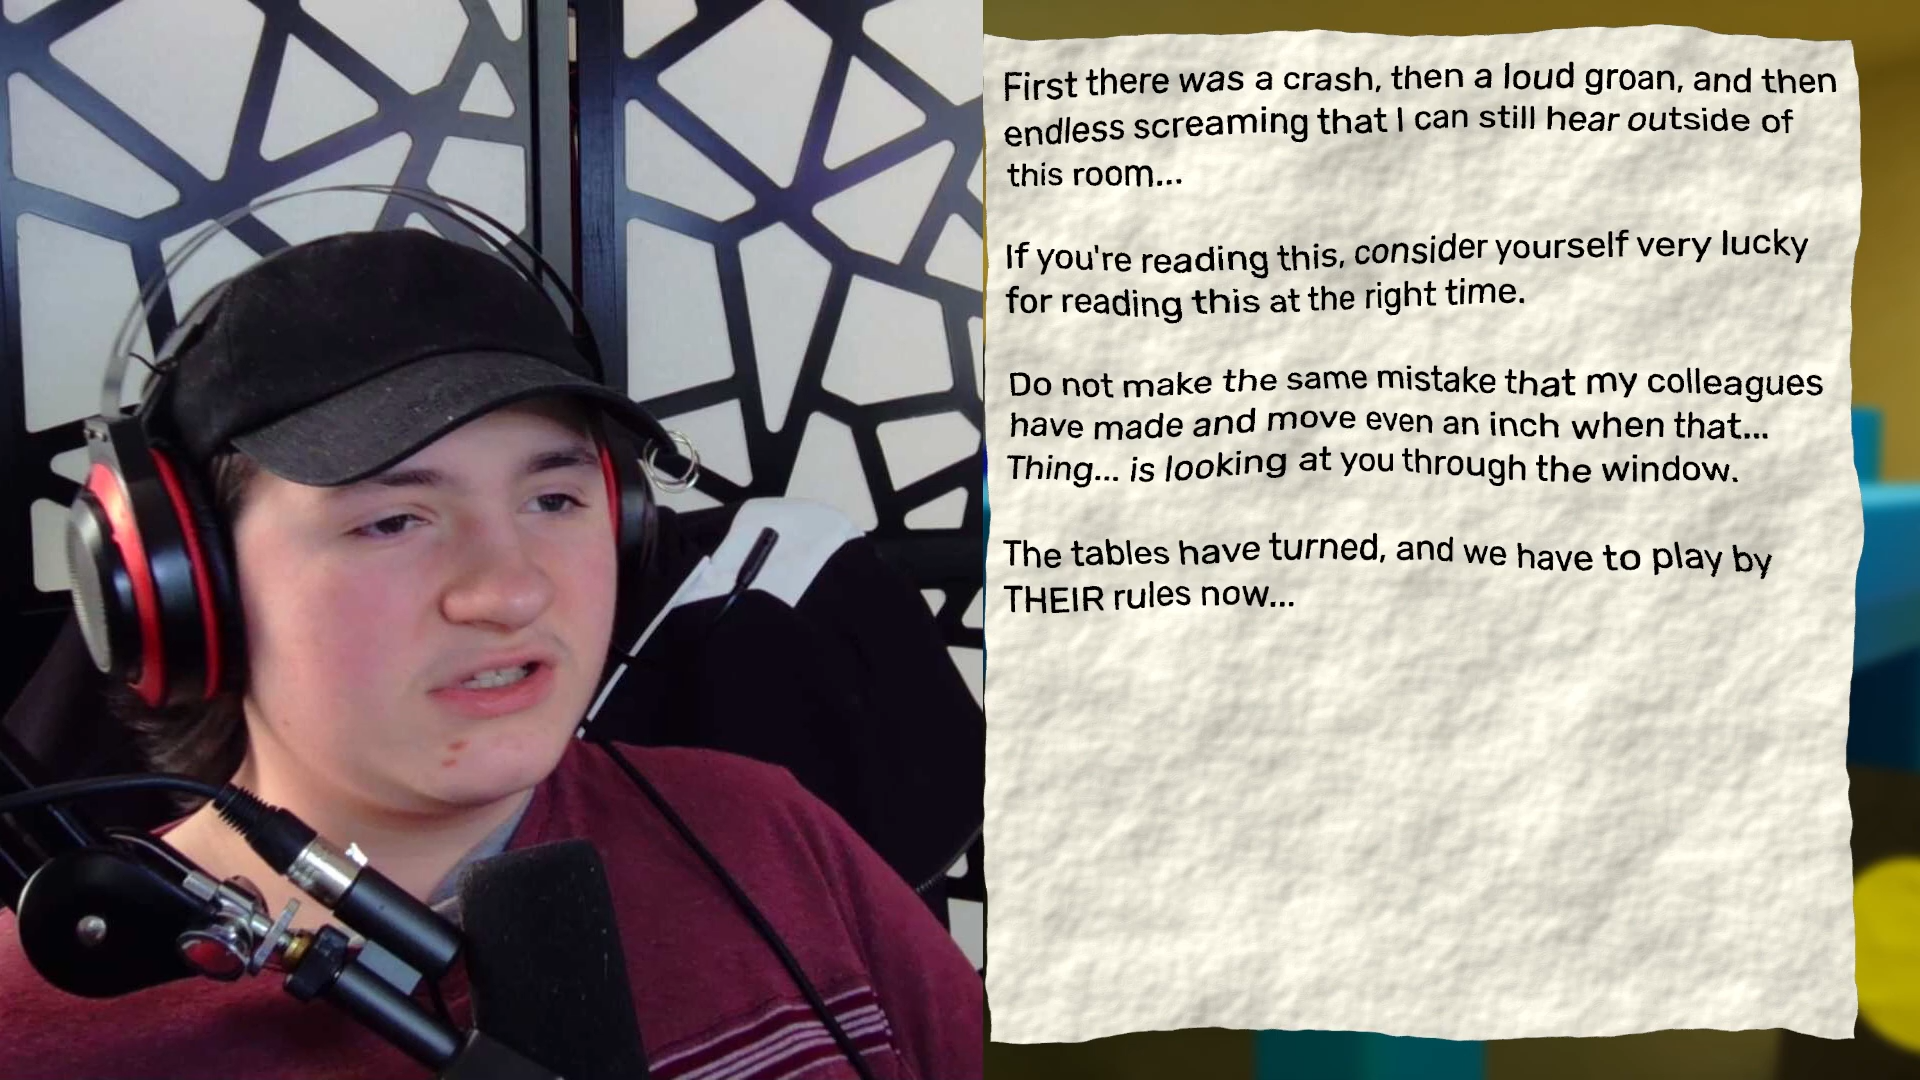 First there was a crash, then a loud groan, and then
endless screaming that I can still hear outside of
this room...
If you're reading this, consider yourself very lucky
for reading this at the right time.
Do not make the same mistake that my colleagues
have made and move even an inch when that...
Thing... is looking at you through the window.
The tables have turned, and we have to play by
THEIR rules now...